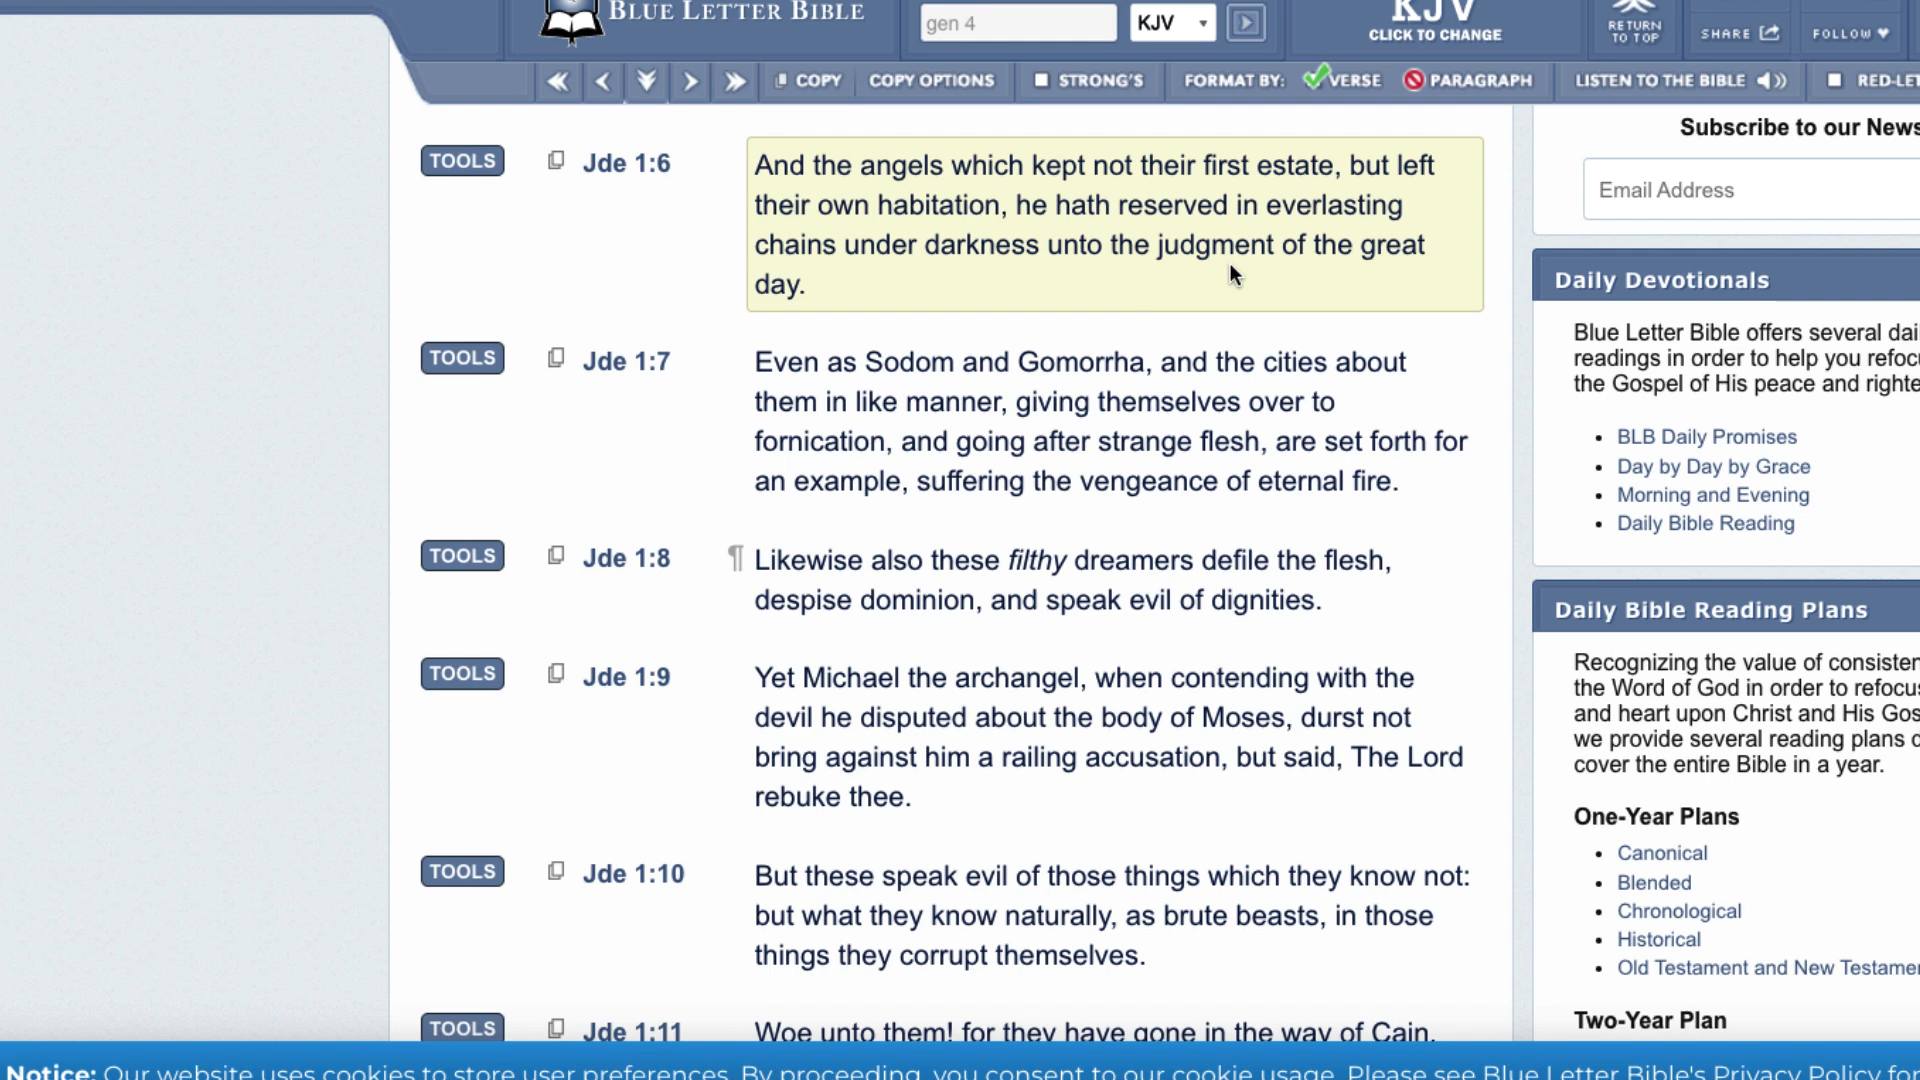 BLUE LETTER BIBLE
gen 4
KJV
KJV
CLICK TO CHANGE
RETURN
TO TOP
SHARE
FOLLOW
COPY
COPY OPTIONS
STRONG'S
FORMAT BY:
VERSE
PARAGRAPH
LISTEN TO THE BIBLE
RED-LET
TOOLS
Jde 1:6
And the angels which kept not their first estate, but left
their own habitation, he hath reserved in everlasting
chains under darkness unto the judgment of the great
day.
TOOLS
Jde 1:7
Even as Sodom and Gomorrha, and the cities about
them in like manner, giving themselves over to
fornication, and going after strange flesh, are set forth for
an example, suffering the vengeance of eternal fire.
TOOLS
Jde 1:8
¶ Likewise also these filthy dreamers defile the flesh,
despise dominion, and speak evil of dignities.
TOOLS
Jde 1:9
Yet Michael the archangel, when contending with the
devil he disputed about the body of Moses, durst not
bring against him a railing accusation, but said, The Lord
rebuke thee.
TOOLS
Jde 1:10
But these speak evil of those things which they know not:
but what they know naturally, as brute beasts, in those
things they corrupt themselves.
TOOLS
Jde 1:11
Woe unto them! for they have gone in the way of Cain,
Subscribe to our News
Email Address
Daily Devotionals
Blue Letter Bible offers several dai
readings in order to help you refocu
the Gospel of His peace and righte
• BLB Daily Promises
• Day by Day by Grace
• Morning and Evening
• Daily Bible Reading
Daily Bible Reading Plans
Recognizing the value of consisten
the Word of God in order to refocus
and heart upon Christ and His Gos
we provide several reading plans d
cover the entire Bible in a year.
One-Year Plans
• Canonical
• Blended
• Chronological
• Historical
• Old Testament and New Testamen
Two-Year Plan
Notice: Our website uses cookies to store user preferences. By proceeding, you consent to our cookie usage. Please see Blue Letter Bible's Privacy Policy for